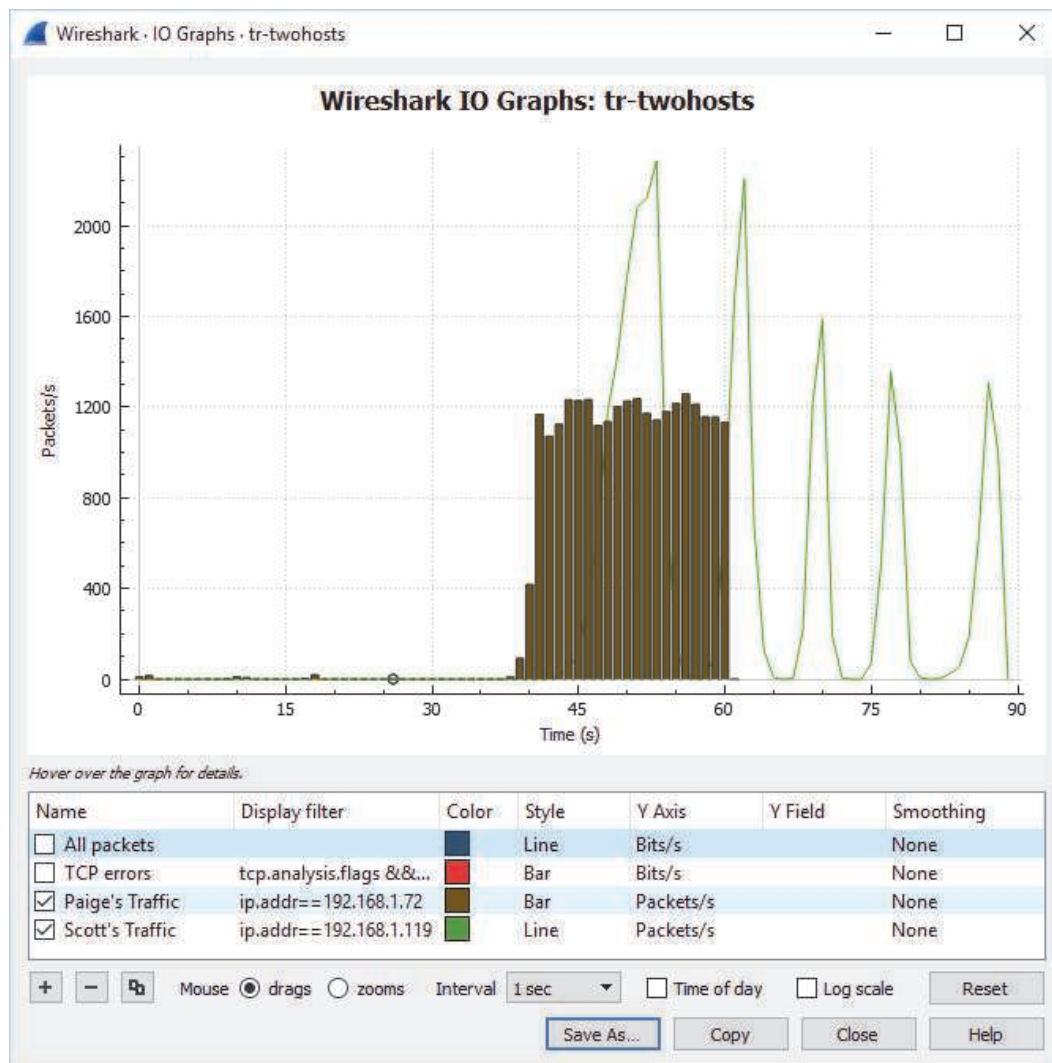 Wireshark · IO Graphs · tr-twohosts
Wireshark IO Graphs: tr-twohosts
Packets/s
2000
1600
1200
800
400
0
0 15 30 45 60 75 90
Time (s)
Hover over the graph for details.
Name Display filter Color Style Y Axis Y Field Smoothing
All packets Line Bits/s None
TCP errors tcp.analysis.flags &&... Bar Bits/s None
Paige's Traffic ip.addr==192.168.1.72 Bar Packets/s None
Scott's Traffic ip.addr==192.168.1.119 Line Packets/s None
+ − Mouse drags zooms Interval 1 sec Time of day Log scale Reset
Save As... Copy Close Help